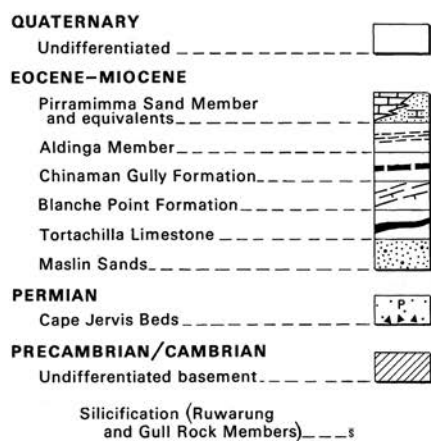 QUATERNARY
Undifferentiated
EOCENE–MIOCENE
Pirramimma Sand Member
and equivalents
Aldinga Member
Chinaman Gully Formation
Blanche Point Formation
Tortachilla Limestone
Maslin Sands
PERMIAN
Cape Jervis Beds
P
PRECAMBRIAN/CAMBRIAN
Undifferentiated basement
Silicification (Ruwarung
and Gull Rock Members) s